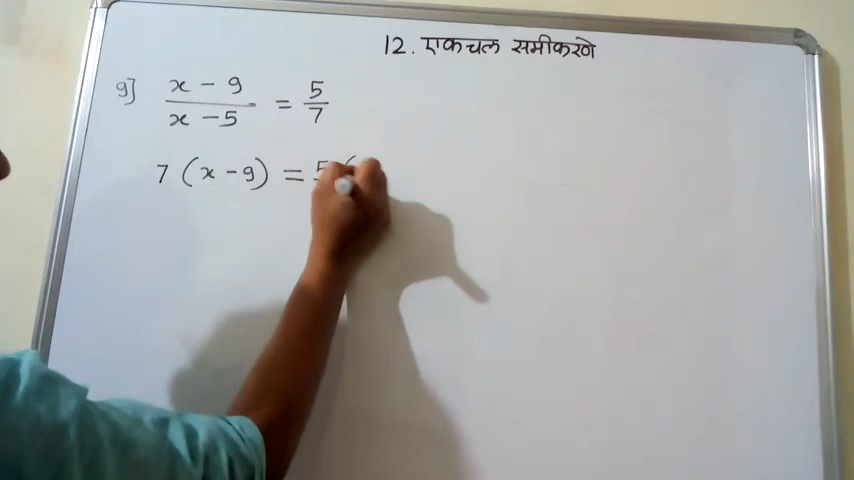 12. एकचल समीकरणे
9] x - 9 / x - 5 = 5/7
7 (x - 9) = 5 (